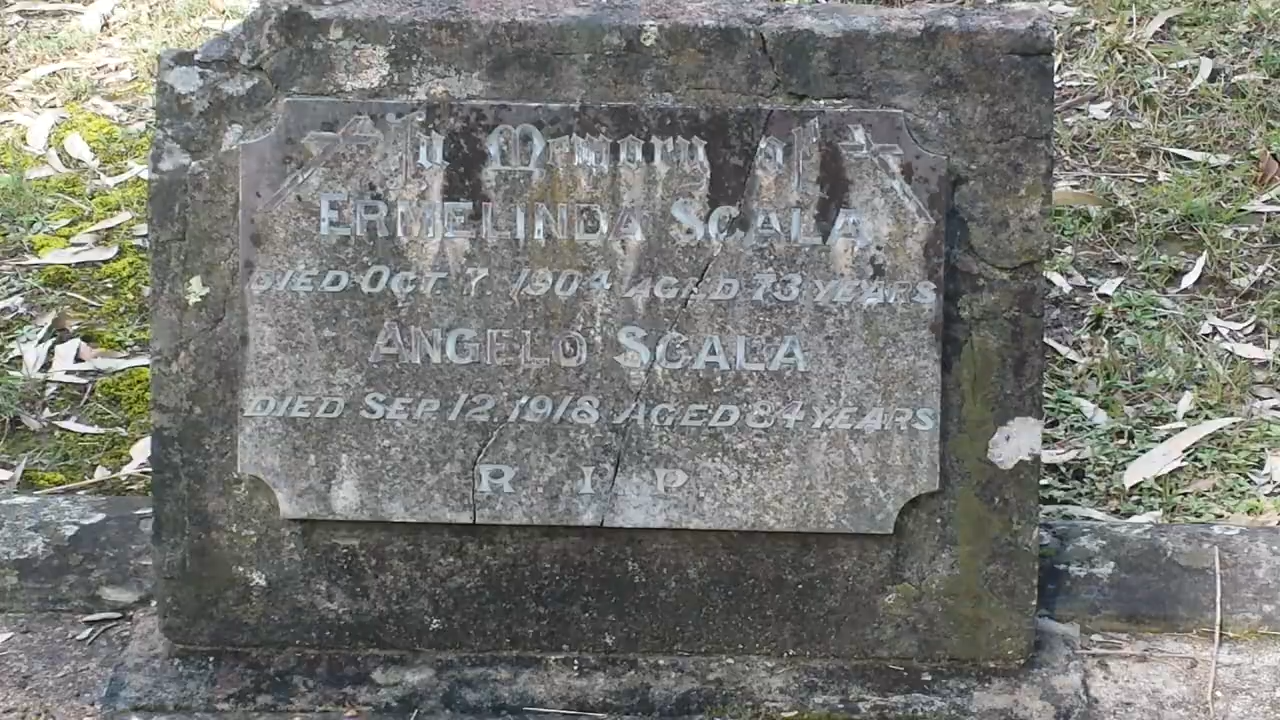 In Memory of
ERMELINDA SCALA
DIED OCT. 7. 1904 AGED 73 YEARS
ANGELO SCALA
DIED SEP. 12. 1918 AGED 84 YEARS
R. I. P.